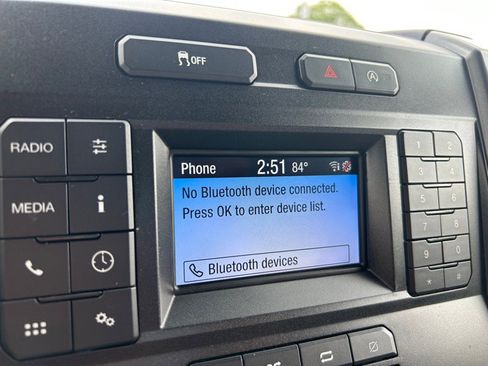 OFF
A
RADIO
MEDIA
i
Phone 2:51 84°
No Bluetooth device connected.
Press OK to enter device list.
Bluetooth devices
1 2
3 4
5 6
7 8
9 0
* #